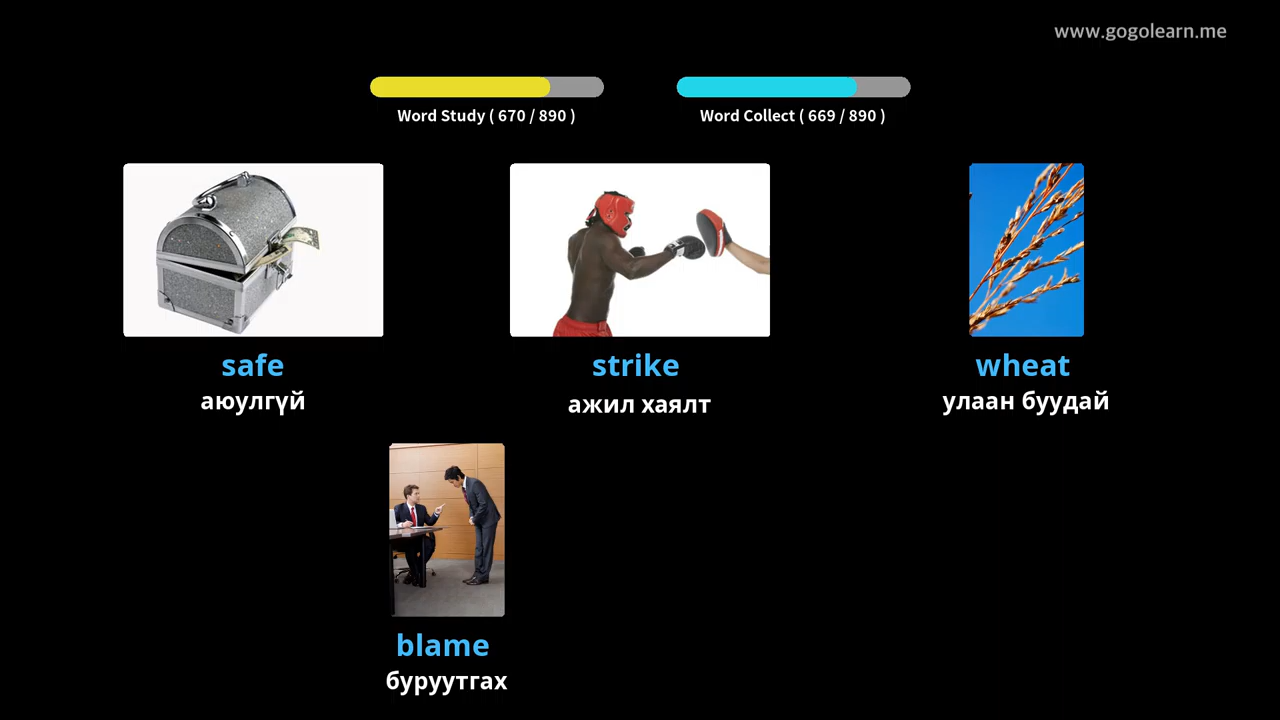 www.gogolearn.me
Word Study ( 670 / 890 )
Word Collect ( 669 / 890 )
safe
аюулгүй
strike
ажил хаялт
wheat
улаан буудай
blame
буруутгах